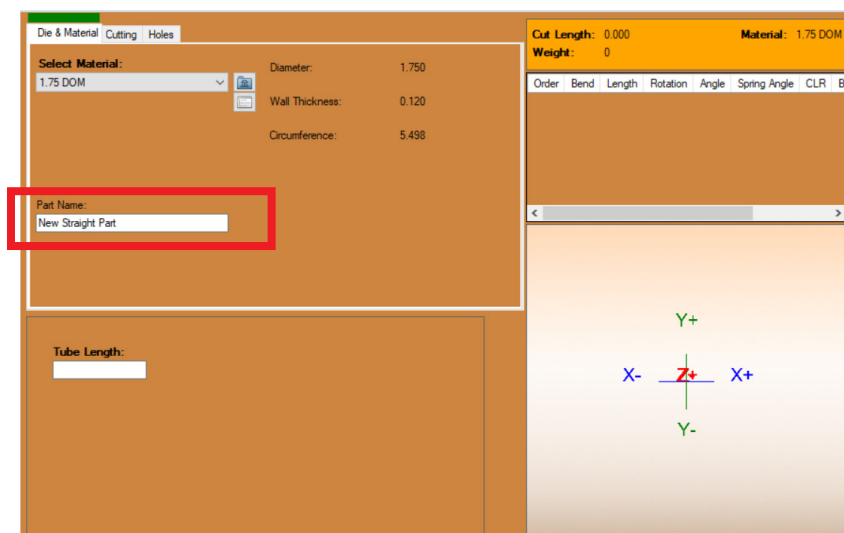 Die & Material Cutting Holes
Select Material:
1.75 DOM
Diameter: 1.750
Wall Thickness: 0.120
Circumference: 5.498
Part Name:
New Straight Part
Tube Length:
Cut Length: 0.000 Material: 1.75 DOM
Weight: 0
Order Bend Length Rotation Angle Spring Angle CLR B
Y+
X- Z+ X+
Y-